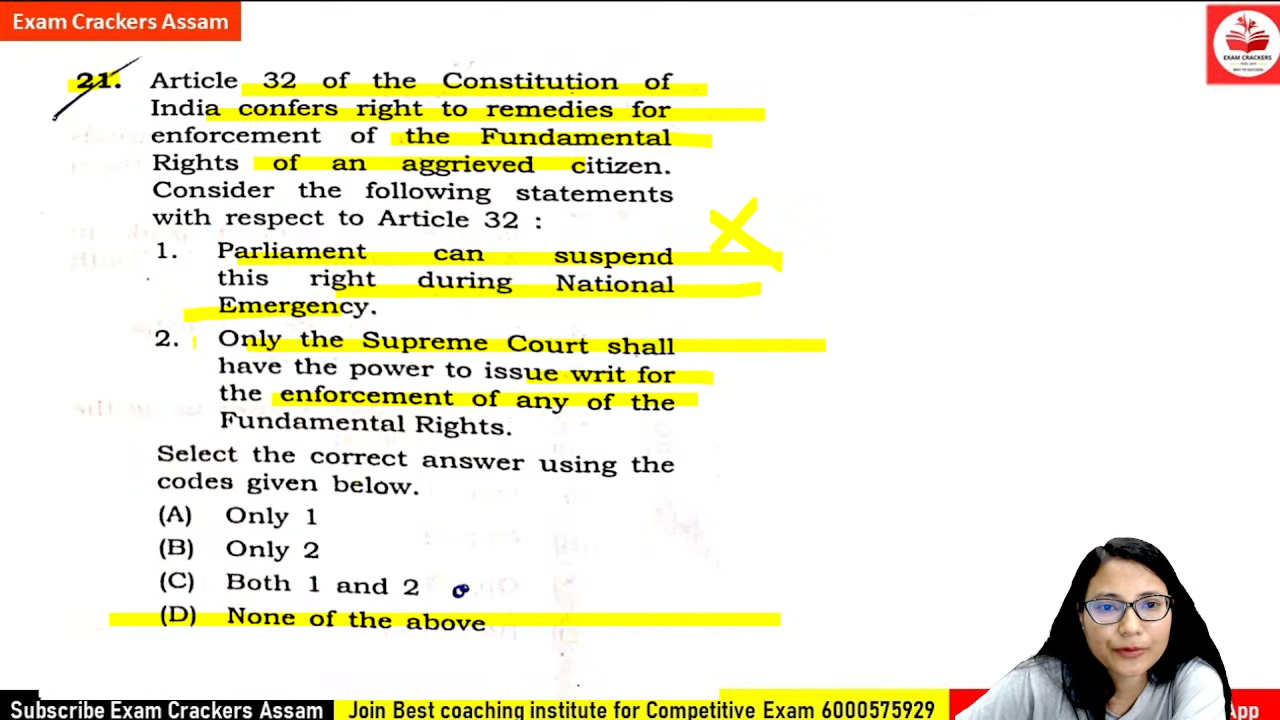 Exam Crackers Assam
EXAM CRACKERS
21. Article 32 of the Constitution of
India confers right to remedies for
enforcement of the Fundamental
Rights of an aggrieved citizen.
Consider the following statements
with respect to Article 32 :
1. Parliament can suspend
this right during National
Emergency.
2. Only the Supreme Court shall
have the power to issue writ for
the enforcement of any of the
Fundamental Rights.
Select the correct answer using the
codes given below.
(A) Only 1
(B) Only 2
(C) Both 1 and 2
(D) None of the above
Subscribe Exam Crackers Assam
Join Best coaching institute for Competitive Exam 6000575929
App